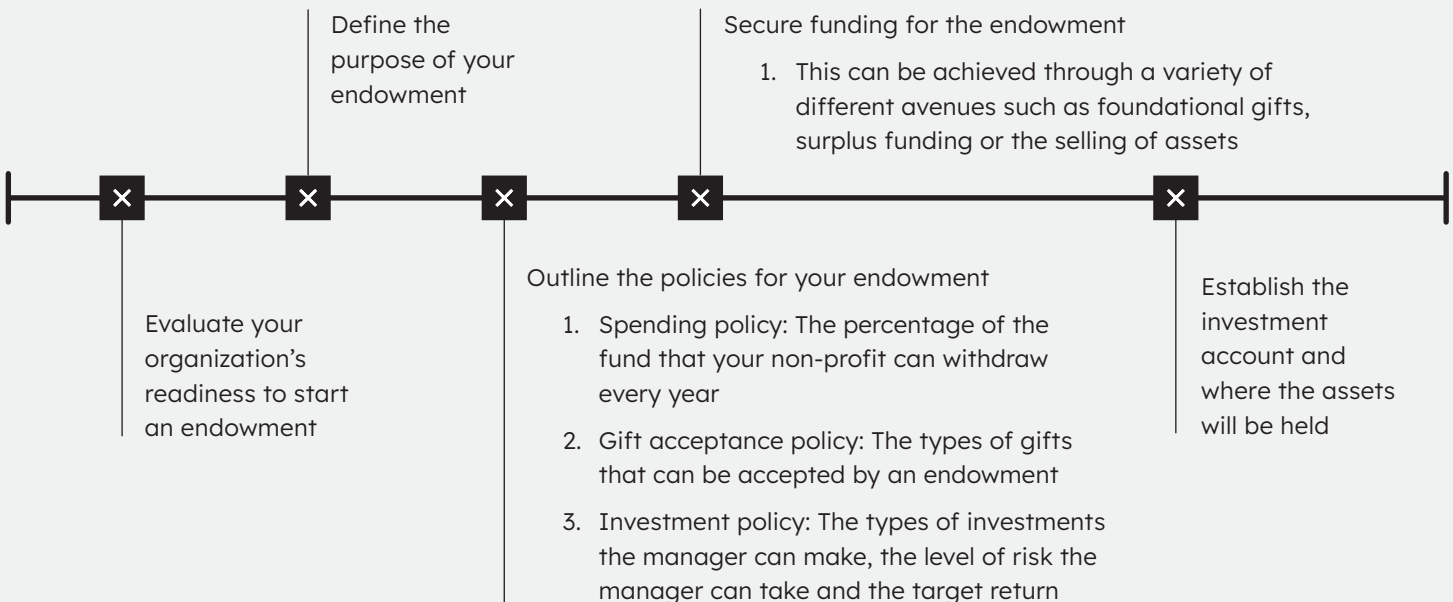 Define the
purpose of your
endowment
Secure funding for the endowment
1. This can be achieved through a variety of
different avenues such as foundational gifts,
surplus funding or the selling of assets
Evaluate your
organization’s
readiness to start
an endowment
Outline the policies for your endowment
1. Spending policy: The percentage of the
fund that your non-profit can withdraw
every year
2. Gift acceptance policy: The types of gifts
that can be accepted by an endowment
3. Investment policy: The types of investments
the manager can make, the level of risk the
manager can take and the target return
Establish the
investment
account and
where the assets
will be held